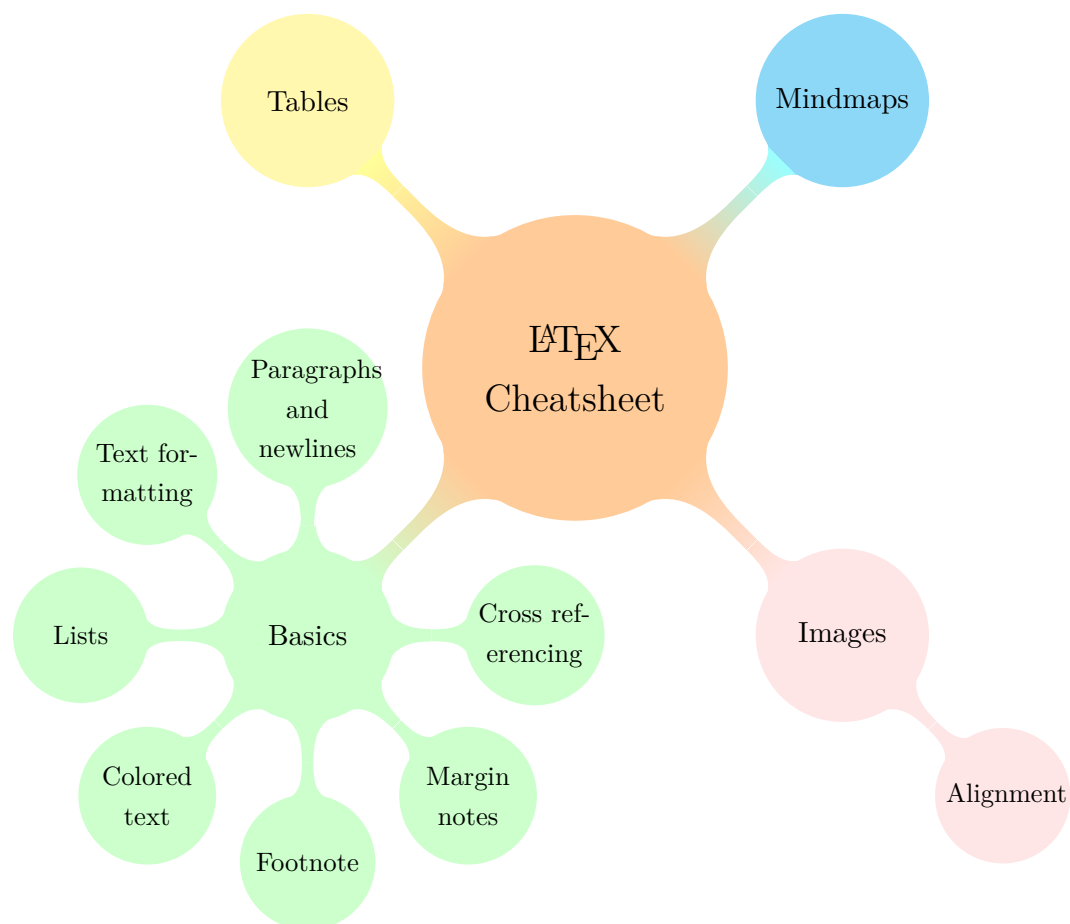 Tables
Mindmaps
LATEX
Cheatsheet
Paragraphs
and
newlines
Text for-
matting
Lists
Basics
Cross ref-
erencing
Images
Colored
text
Margin
notes
Footnote
Alignment